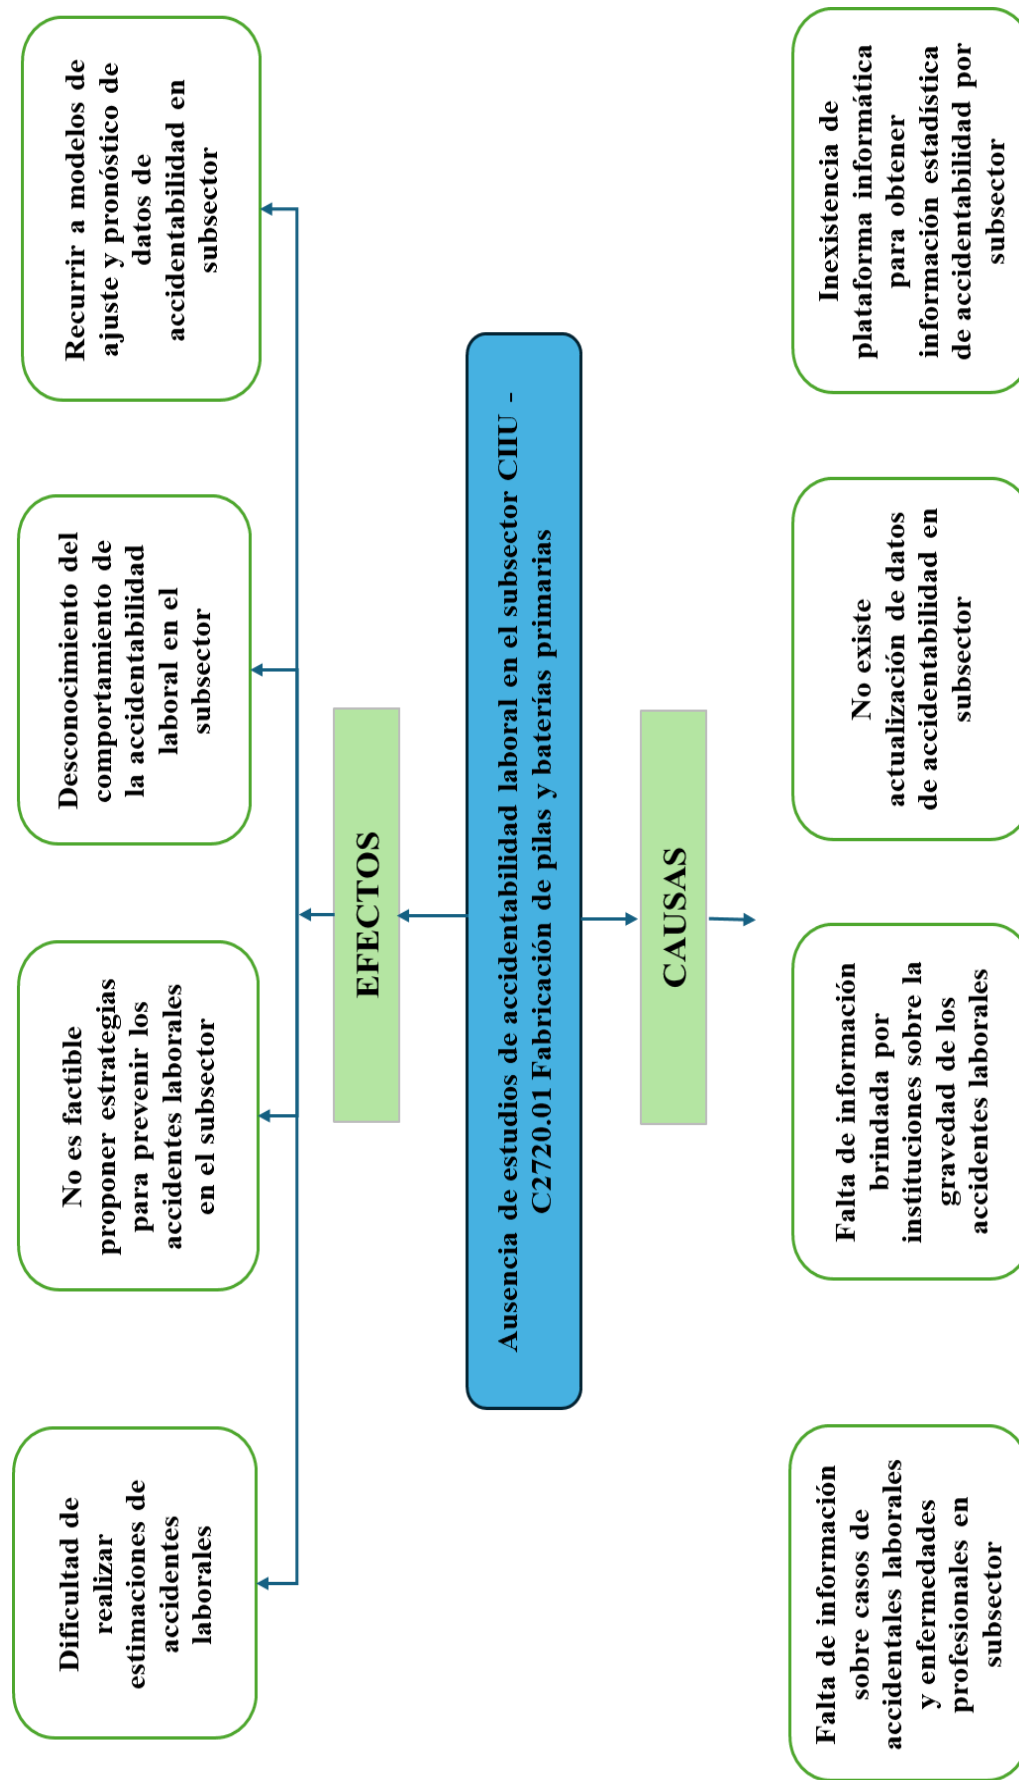 Dificultad de
realizar
estimaciones de
accidentes
laborales
No es factible
proponer estrategias
para prevenir los
accidentes laborales
en el subsector
Desconocimiento del
comportamiento de
la accidentabilidad
laboral en el
subsector
Recurrir a modelos de
ajuste y pronóstico de
datos de
accidentabilidad en
subsector
EFECTOS
Ausencia de estudios de accidentabilidad laboral en el subsector CIIU -
C2720.01 Fabricación de pilas y baterías primarias
CAUSAS
Falta de información
sobre casos de
accidentales laborales
y enfermedades
profesionales en
subsector
Falta de información
brindada por
instituciones sobre la
gravedad de los
accidentes laborales
No existe
actualización de datos
de accidentabilidad en
subsector
Inexistencia de
plataforma informática
para obtener
información estadística
de accidentabilidad por
subsector